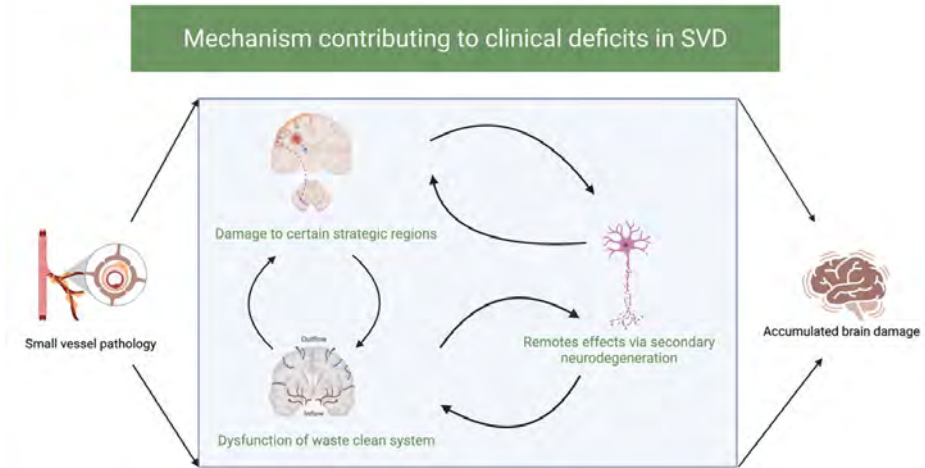 Mechanism contributing to clinical deficits in SVD
Damage to certain strategic regions
Small vessel pathology
Outflow
Inflow
Dysfunction of waste clean system
Remotes effects via secondary
neurodegeneration
Accumulated brain damage